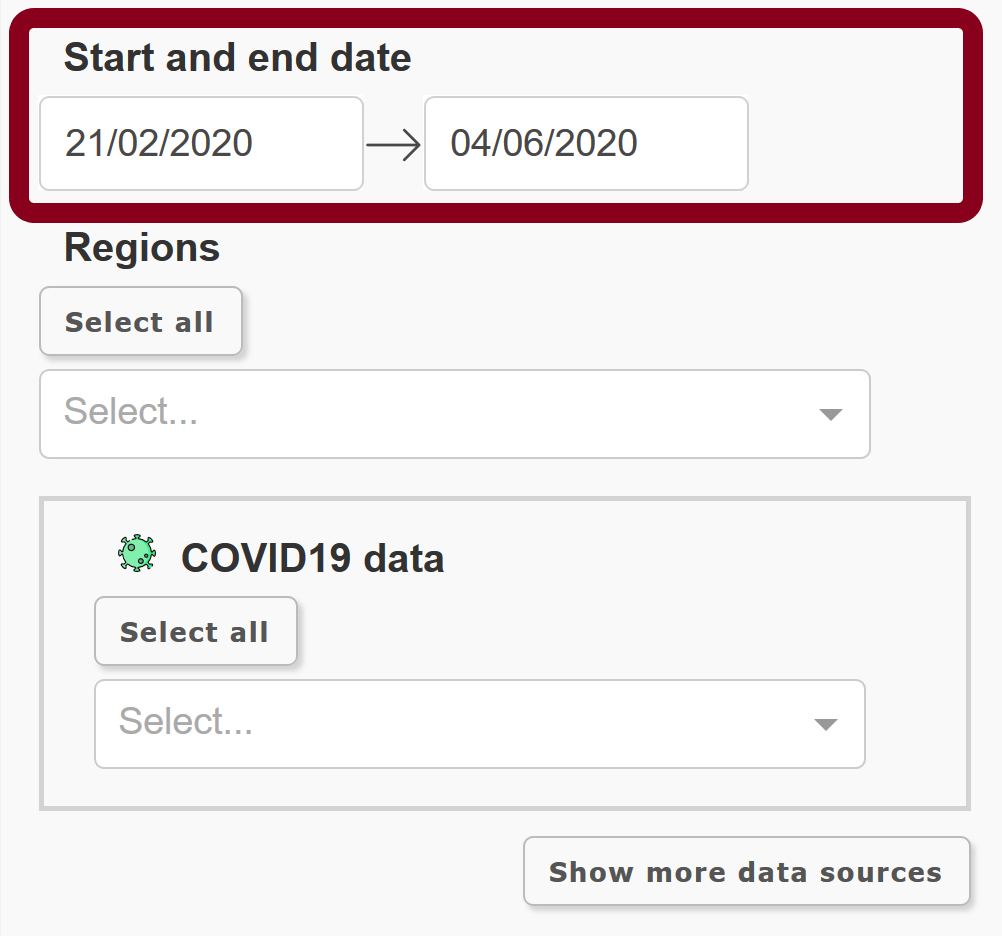 Start and end date
21/02/2020 → 04/06/2020
Regions
Select all
Select...
COVID19 data
Select all
Select...
Show more data sources